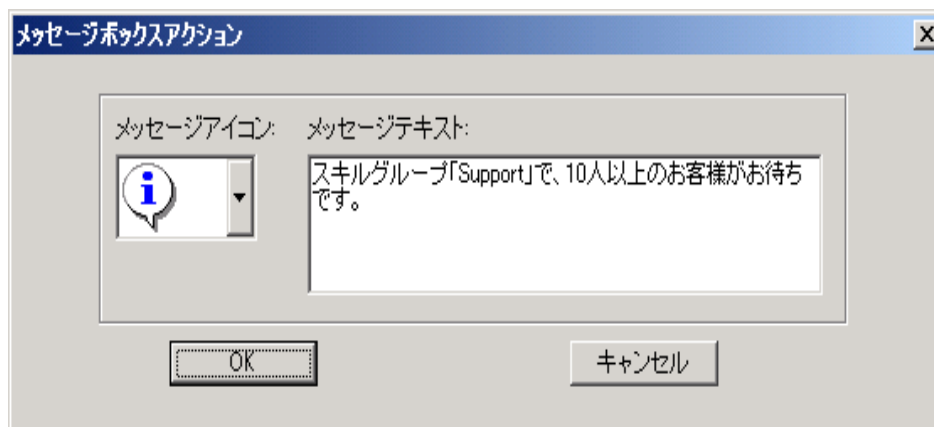 メッセージボックスアクション
メッセージアイコン:
メッセージテキスト:
スキルグループ「Support」で、10人以上のお客様がお待ち
です。
OK
キャンセル